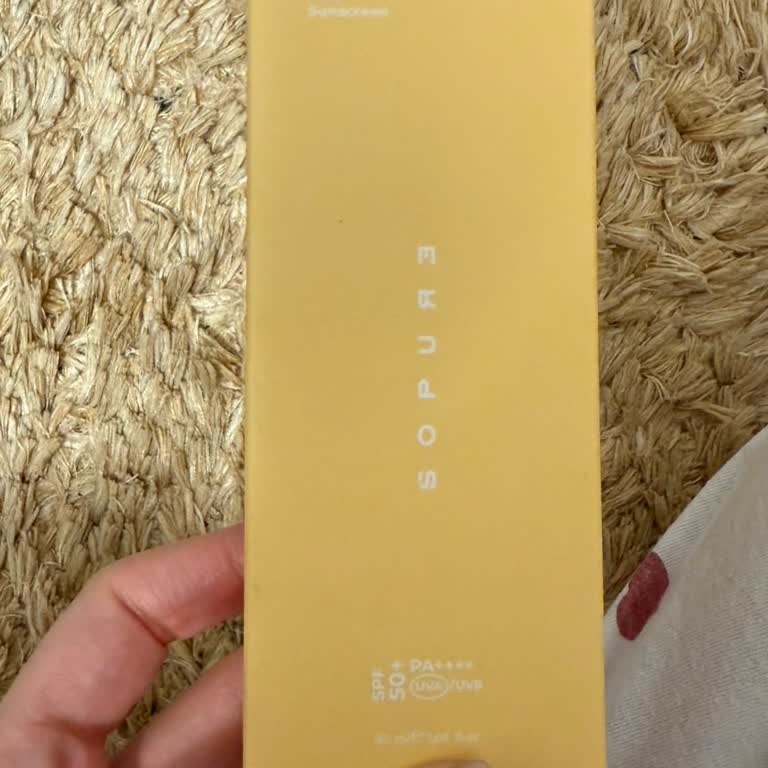 Sunscreen
SOPURE
SPF
50+
PA++++
UVA/UVB